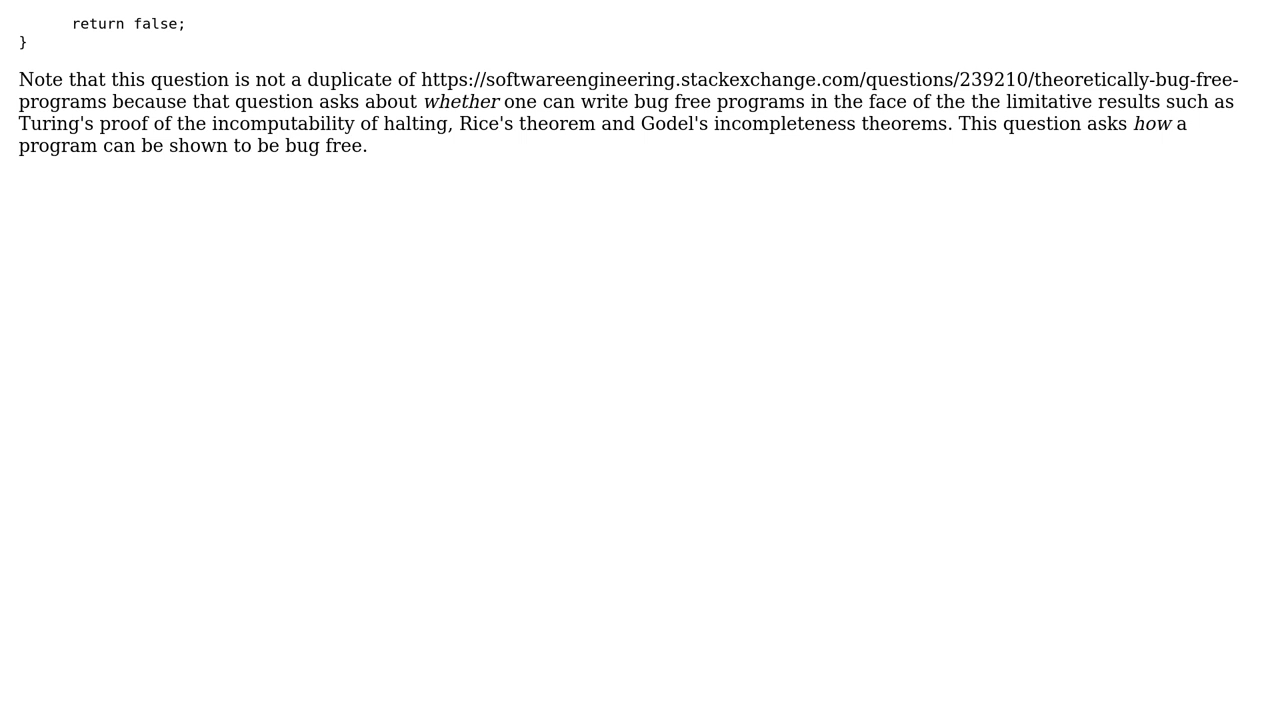 return false;
}
Note that this question is not a duplicate of https://softwareengineering.stackexchange.com/questions/239210/theoretically-bug-free-
programs because that question asks about whether one can write bug free programs in the face of the the limitative results such as
Turing's proof of the incomputability of halting, Rice's theorem and Godel's incompleteness theorems. This question asks how a
program can be shown to be bug free.